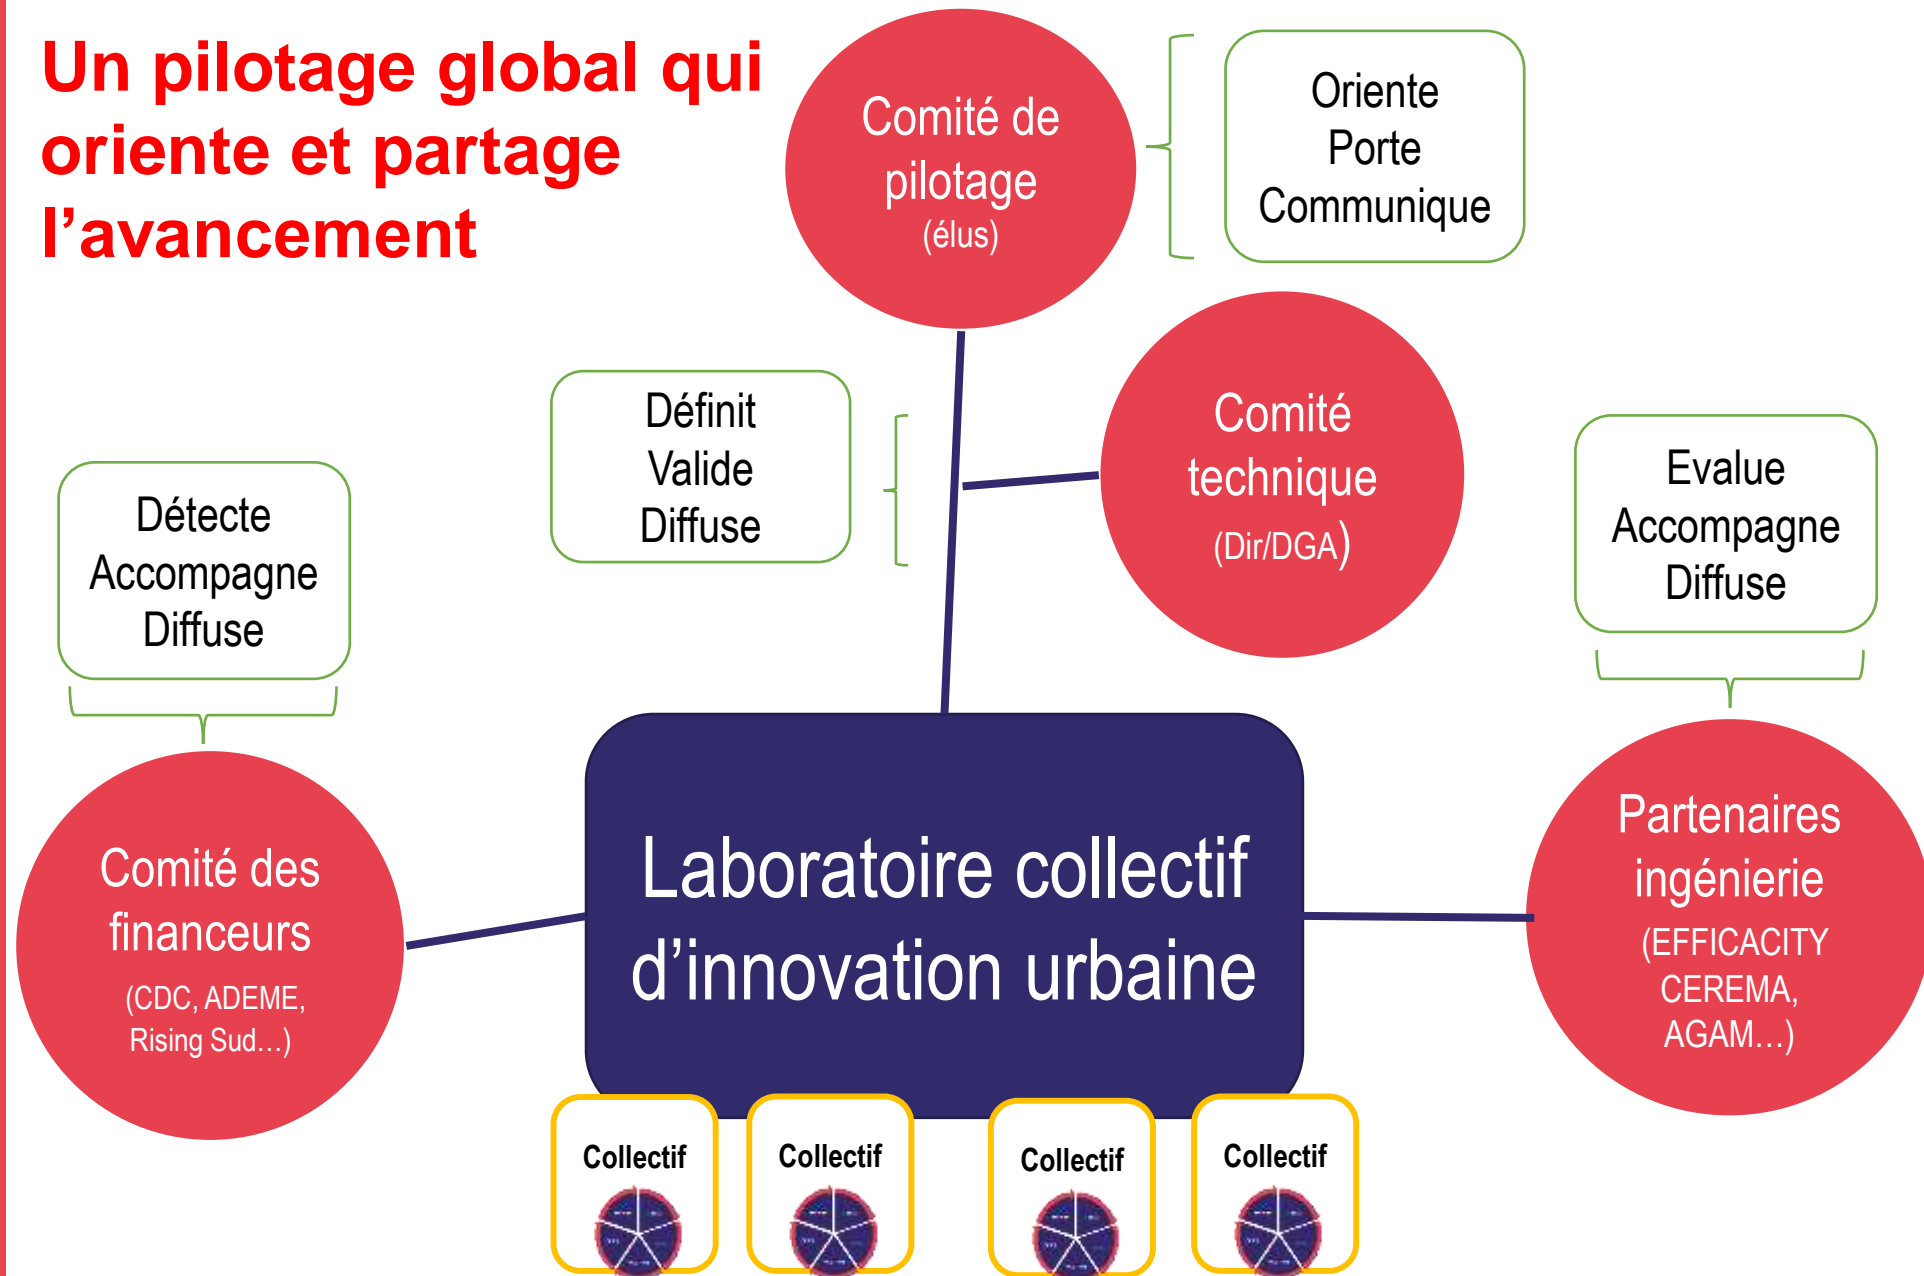 Un pilotage global qui
oriente et partage
l’avancement
Comité de
pilotage
(élus)
Oriente
Porte
Communique
Définit
Valide
Diffuse
Comité
technique
(Dir/DGA)
Détecte
Accompagne
Diffuse
Evalue
Accompagne
Diffuse
Comité des
financeurs
(CDC, ADEME,
Rising Sud…)
Laboratoire collectif
d’innovation urbaine
Partenaires
ingénierie
(EFFICACITY
CEREMA,
AGAM…)
Collectif
Collectif
Collectif
Collectif